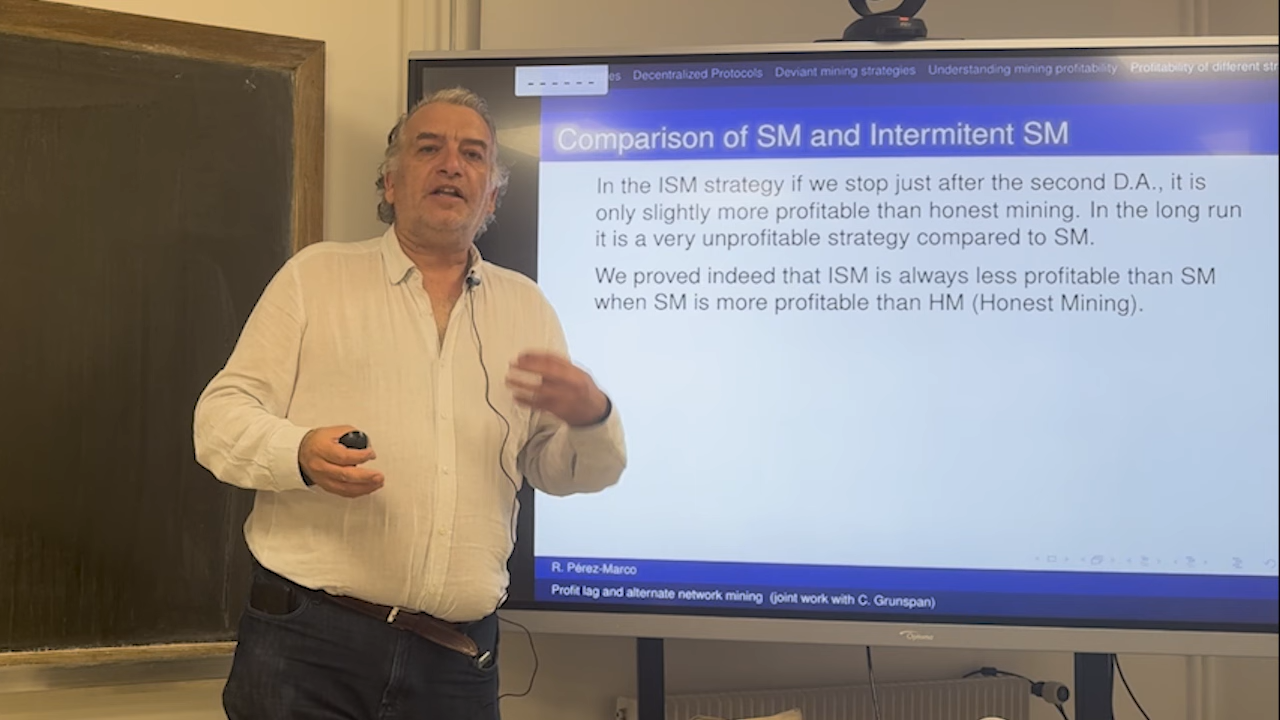 es Decentralized Protocols Deviant mining strategies Understanding mining profitability Profitability of different str
Comparison of SM and Intermitent SM
In the ISM strategy if we stop just after the second D.A., it is
only slightly more profitable than honest mining. In the long run
it is a very unprofitable strategy compared to SM.
We proved indeed that ISM is always less profitable than SM
when SM is more profitable than HM (Honest Mining).
R. Pérez-Marco
Profit lag and alternate network mining (joint work with C. Grunspan)
Optoma